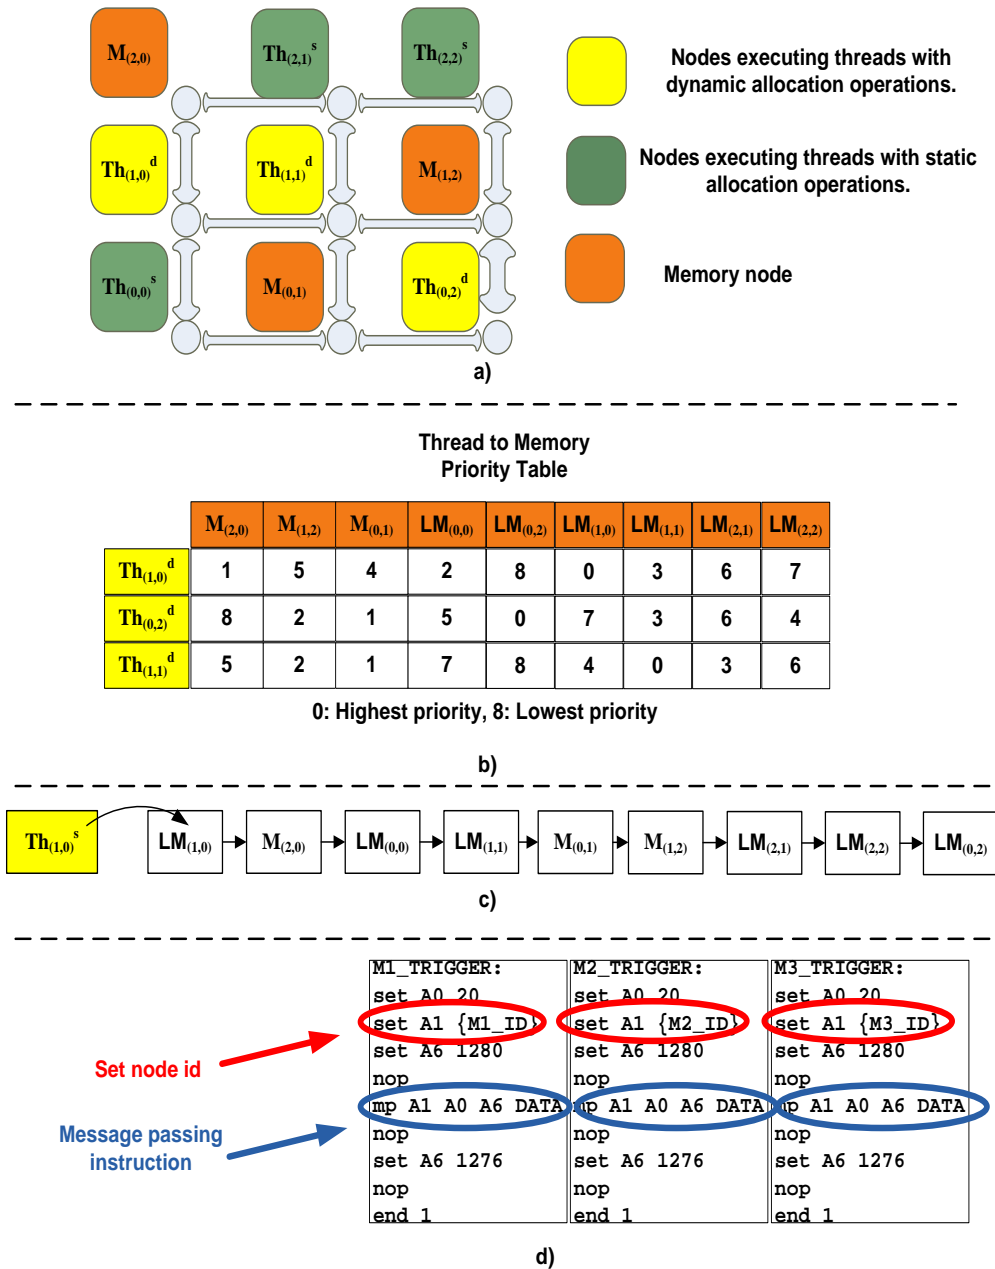 M(2,0) Th(2,1)s Th(2,2)s
Nodes executing threads with
dynamic allocation operations.
Th(1,0)d Th(1,1)d M(1,2)
Nodes executing threads with static
allocation operations.
Th(0,0)s M(0,1) Th(0,2)d
Memory node
a)
Thread to Memory
Priority Table
M(2,0) M(1,2) M(0,1) LM(0,0) LM(0,2) LM(1,0) LM(1,1) LM(2,1) LM(2,2)
Th(1,0)d 1 5 4 2 8 0 3 6 7
Th(0,2)d 8 2 1 5 0 7 3 6 4
Th(1,1)d 5 2 1 7 8 4 0 3 6
0: Highest priority, 8: Lowest priority
b)
Th(1,0)s LM(1,0) M(2,0) LM(0,0) LM(1,1) M(0,1) M(1,2) LM(2,1) LM(2,2) LM(0,2)
c)
Set node id
Message passing
instruction
M1_TRIGGER:
set A0 20
set A1 {M1_ID}
set A6 1280
nop
mp A1 A0 A6 DATA
nop
set A6 1276
nop
end 1
M2_TRIGGER:
set A0 20
set A1 {M2_ID}
set A6 1280
nop
mp A1 A0 A6 DATA
nop
set A6 1276
nop
end 1
M3_TRIGGER:
set A0 20
set A1 {M3_ID}
set A6 1280
nop
mp A1 A0 A6 DATA
nop
set A6 1276
nop
end 1
d)